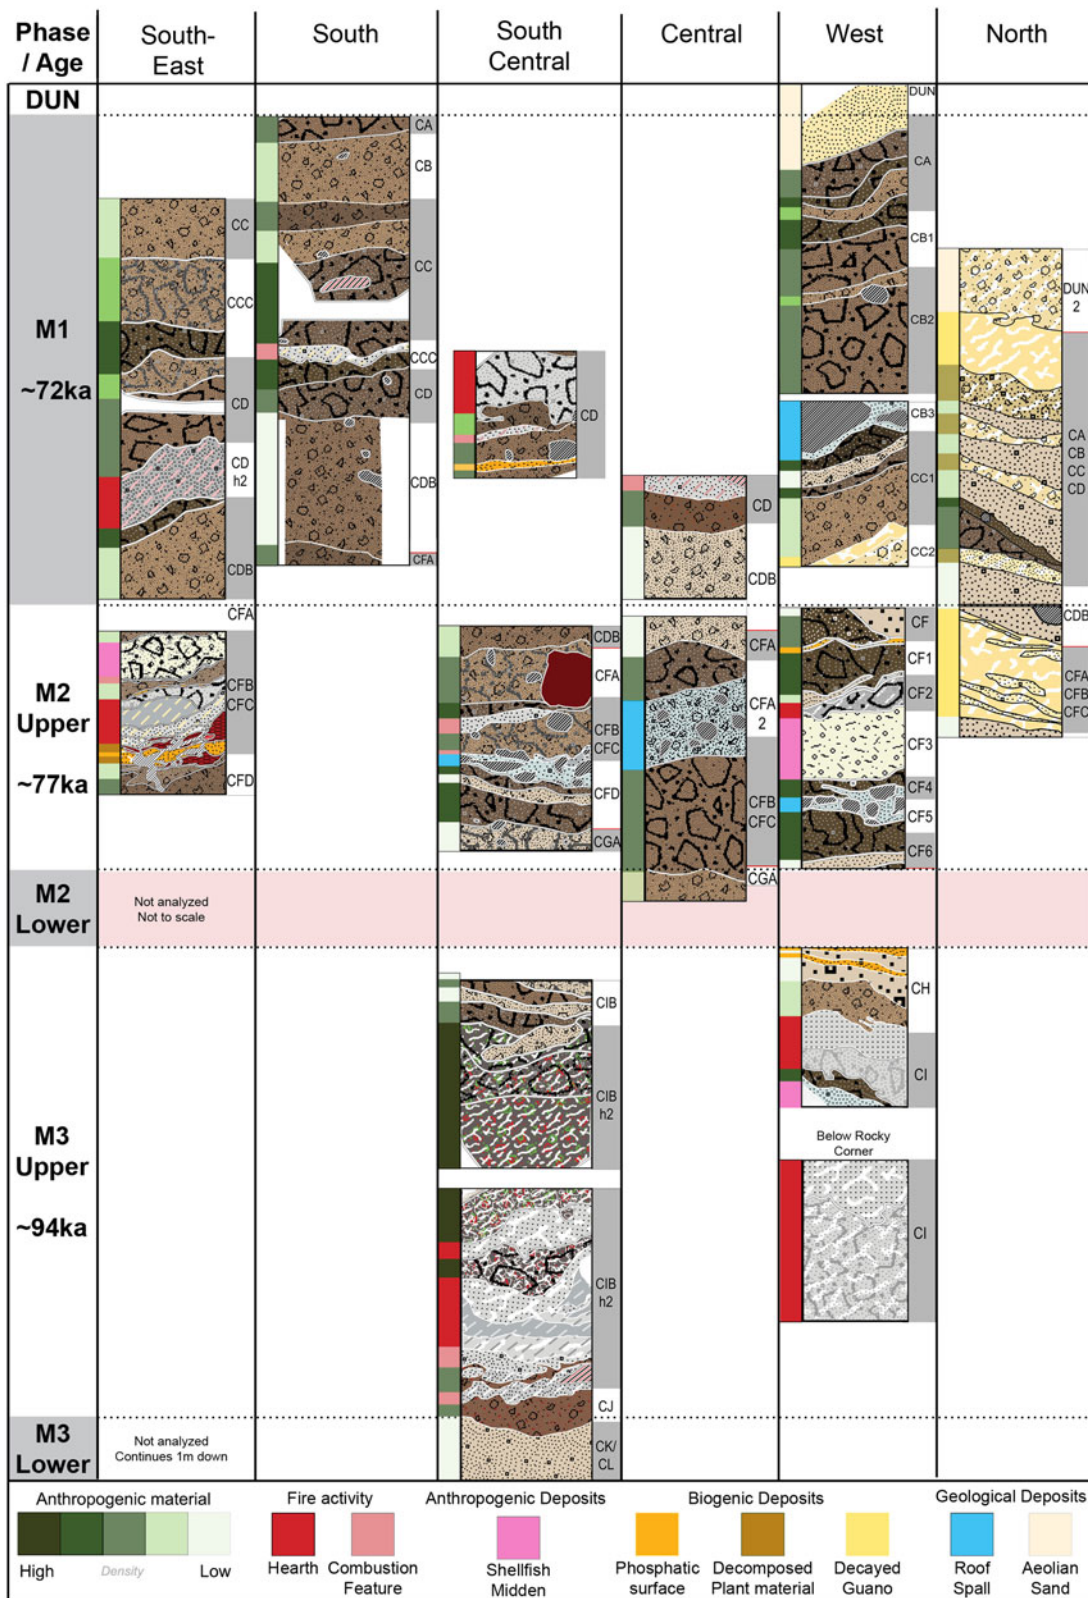 Phase
/ Age
South-
East
South
South
Central
Central
West
North
DUN
M1
~72ka
M2
Upper
~77ka
M2
Lower
M3
Upper
~94ka
M3
Lower
CC
CCC
CD
CD
h2
CDB
CFA
CFB
CFC
CFD
Not analyzed
Not to scale
Not analyzed
Continues 1m down
CA
CB
CC
CCC
CD
CDB
CFA
CD
CDB
CFA
CFB
CFC
CFD
CGA
CIB
CIB
h2
CIB
h2
CJ
CK/
CL
CD
CDB
CFA
CFA
2
CFB
CFC
CGA
DUN
CA
CB1
CB2
CB3
CC1
CC2
CF
CF1
CF2
CF3
CF4
CF5
CF6
CH
CI
Below Rocky
Corner
CI
DUN
2
CA
CB
CC
CD
CDB
CFA
CFB
CFC
Anthropogenic material
High
Density
Low
Fire activity
Hearth
Combustion
Feature
Anthropogenic Deposits
Shellfish
Midden
Biogenic Deposits
Phosphatic
surface
Decomposed
Plant material
Decayed
Guano
Geological Deposits
Roof
Spall
Aeolian
Sand